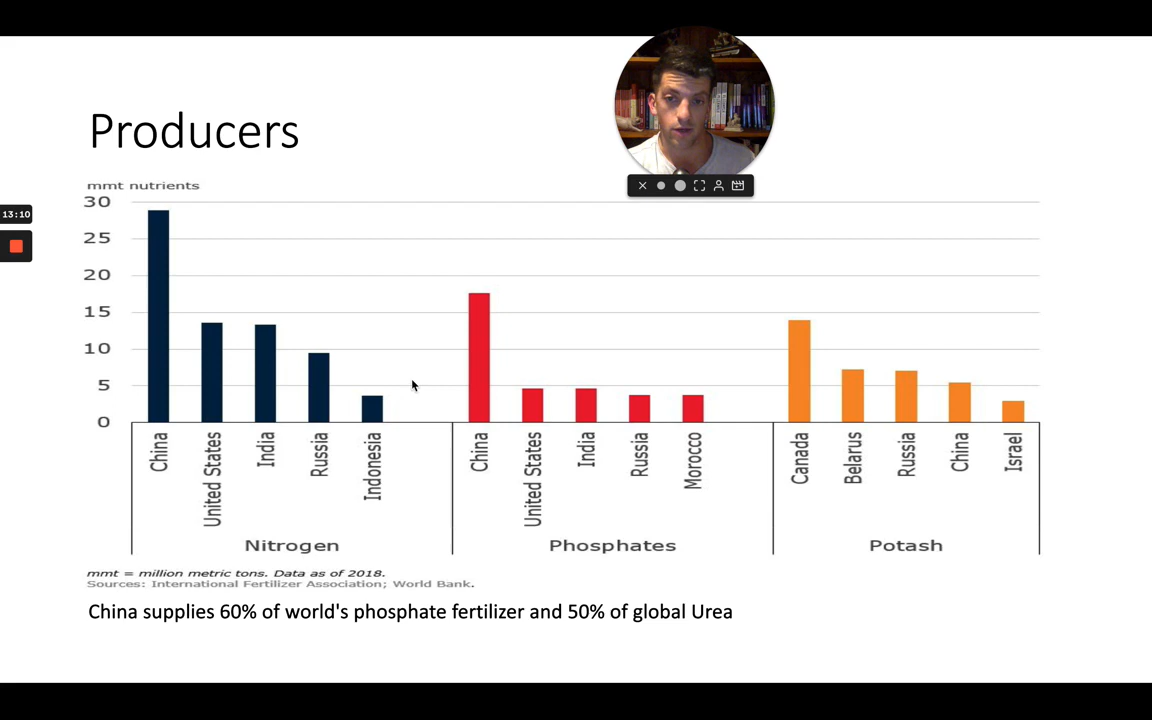 Producers
mmt nutrients
13:10
30
25
20
15
10
5
0
China
United States
India
Russia
Indonesia
China
United States
India
Russia
Morocco
Canada
Belarus
Russia
China
Israel
Nitrogen
Phosphates
Potash
mmt = million metric tons. Data as of 2018.
Sources: International Fertilizer Association; World Bank.
China supplies 60% of world's phosphate fertilizer and 50% of global Urea